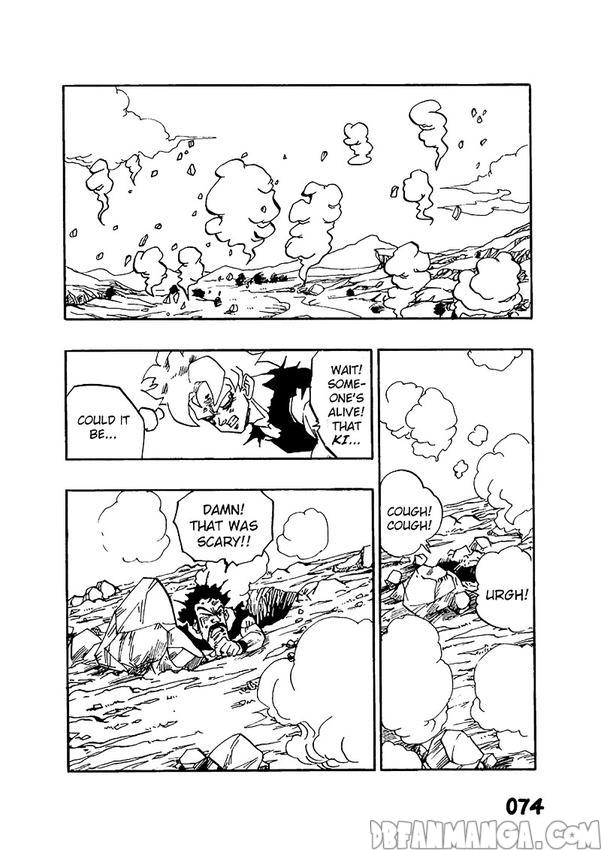 COUGH!
COUGH!
URGH!
WAIT!
SOME-
ONE'S
ALIVE!
THAT
KI...
COULD IT
BE...
DAMN!
THAT WAS
SCARY!!
074
DBFANMANGA.COM